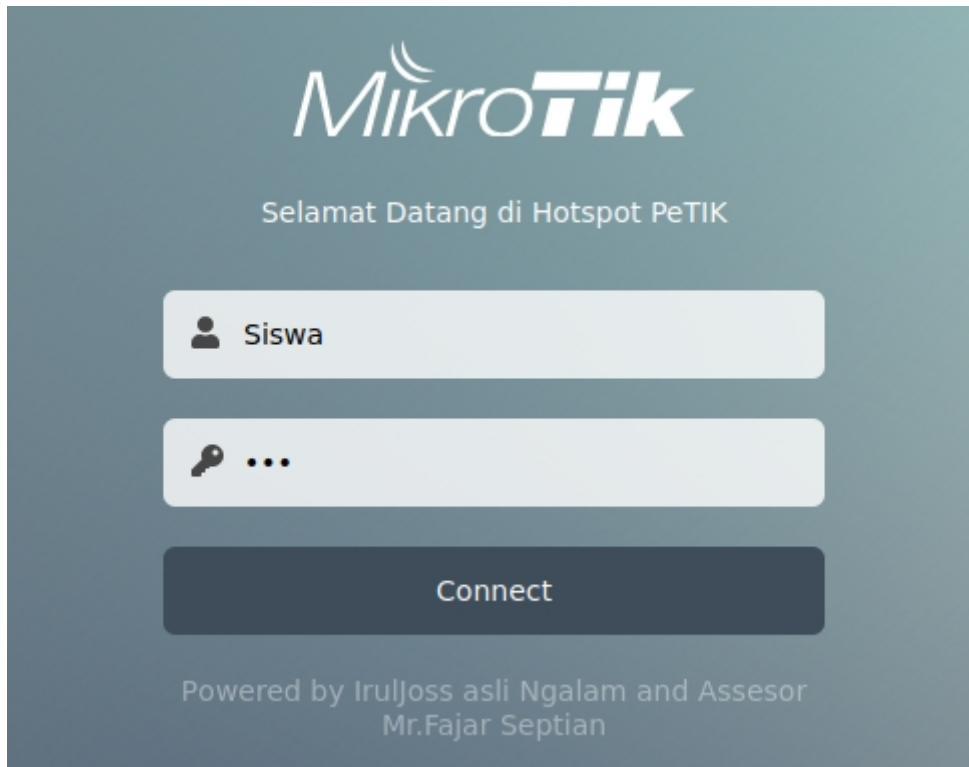 MikroTik
Selamat Datang di Hotspot PeTIK
Siswa
•••
Connect
Powered by IrulJoss asli Ngalam and Assesor
Mr.Fajar Septian